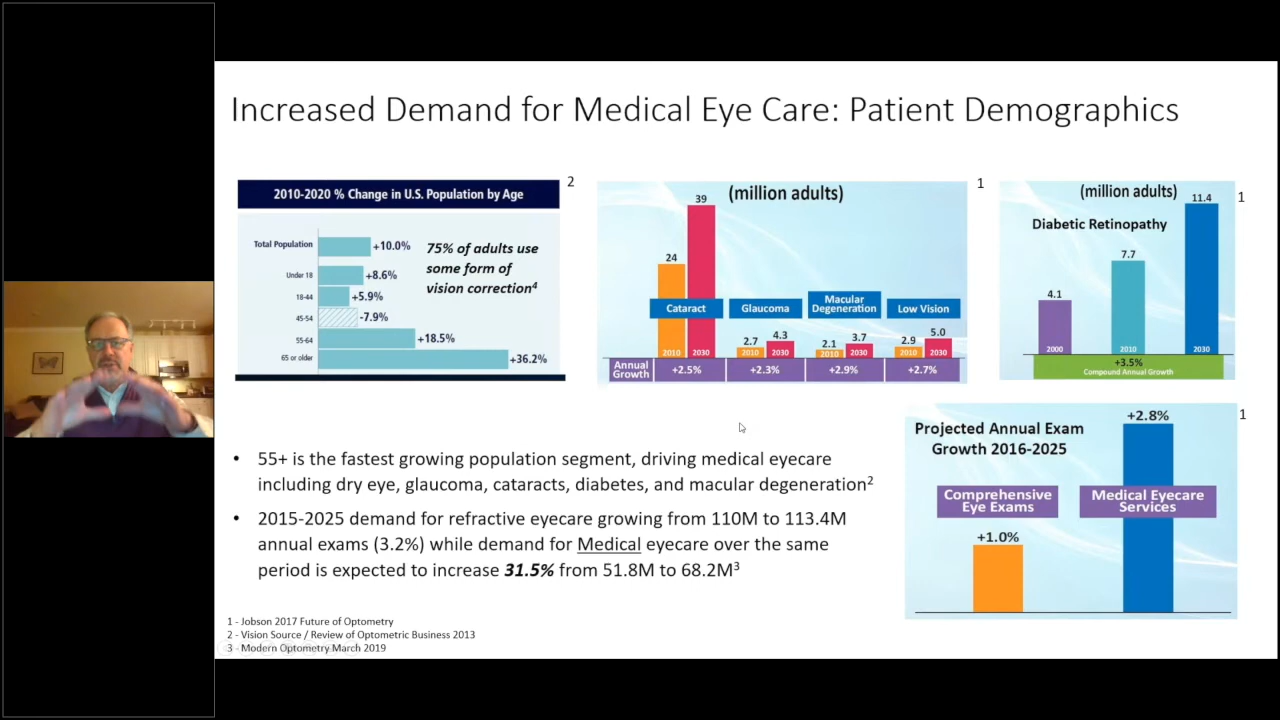 Increased Demand for Medical Eye Care: Patient Demographics
2010-2020 % Change in U.S. Population by Age
2
Total Population +10.0%
Under 18 +8.6%
18-44 +5.9%
45-54 -7.9%
55-64 +18.5%
65 or older +36.2%
75% of adults use
some form of
vision correction4
(million adults)
1
24 39
Cataract Glaucoma Macular
Degeneration Low Vision
2.7 4.3 2.1 3.7 2.9 5.0
2010 2030 2010 2030 2010 2030 2010 2030
Annual
Growth +2.5% +2.3% +2.9% +2.7%
(million adults)
1
Diabetic Retinopathy
4.1 7.7 11.4
2000 2010 2030
+3.5%
Compound Annual Growth
• 55+ is the fastest growing population segment, driving medical eyecare
including dry eye, glaucoma, cataracts, diabetes, and macular degeneration2
• 2015-2025 demand for refractive eyecare growing from 110M to 113.4M
annual exams (3.2%) while demand for Medical eyecare over the same
period is expected to increase 31.5% from 51.8M to 68.2M3
Projected Annual Exam
Growth 2016-2025
1
+2.8%
Comprehensive
Eye Exams
Medical Eyecare
Services
+1.0%
1 - Jobson 2017 Future of Optometry
2 - Vision Source / Review of Optometric Business 2013
3 - Modern Optometry March 2019